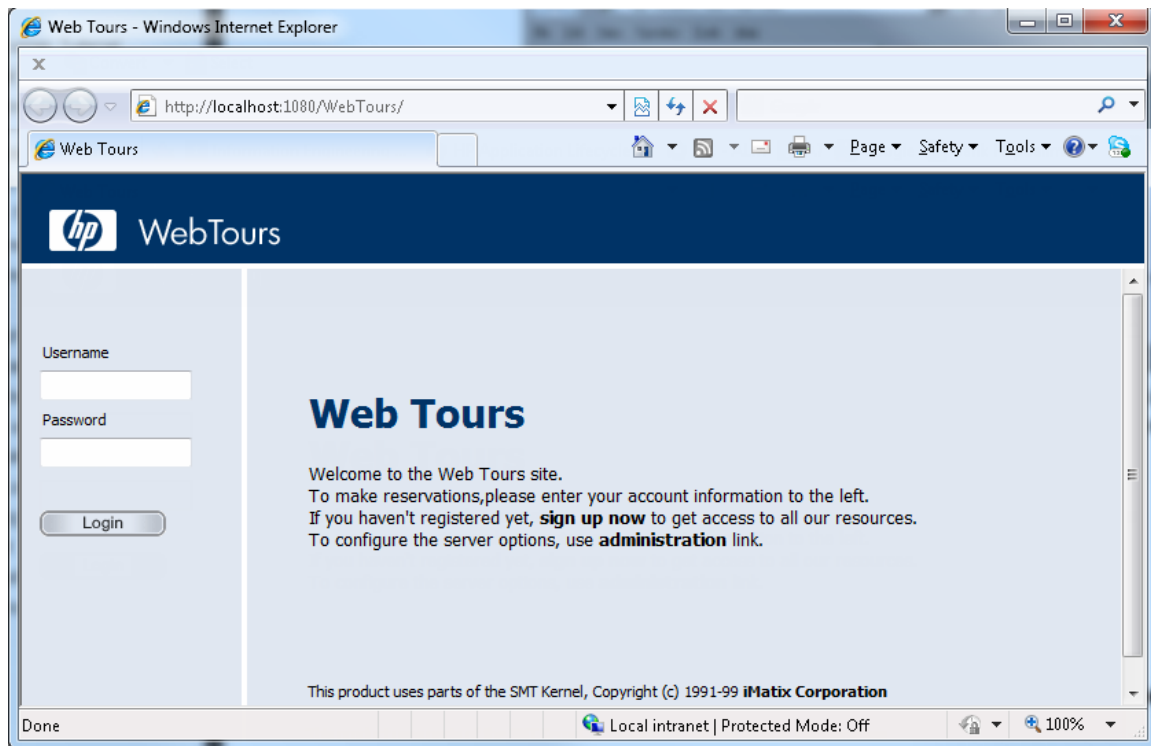 Web Tours - Windows Internet Explorer
x
http://localhost:1080/WebTours/
Web Tours
Page
Safety
Tools
hp WebTours
Username
Password
Login
Web Tours
Welcome to the Web Tours site.
To make reservations,please enter your account information to the left.
If you haven't registered yet, sign up now to get access to all our resources.
To configure the server options, use administration link.
This product uses parts of the SMT Kernel, Copyright (c) 1991-99 iMatix Corporation
Done
Local intranet | Protected Mode: Off
100%